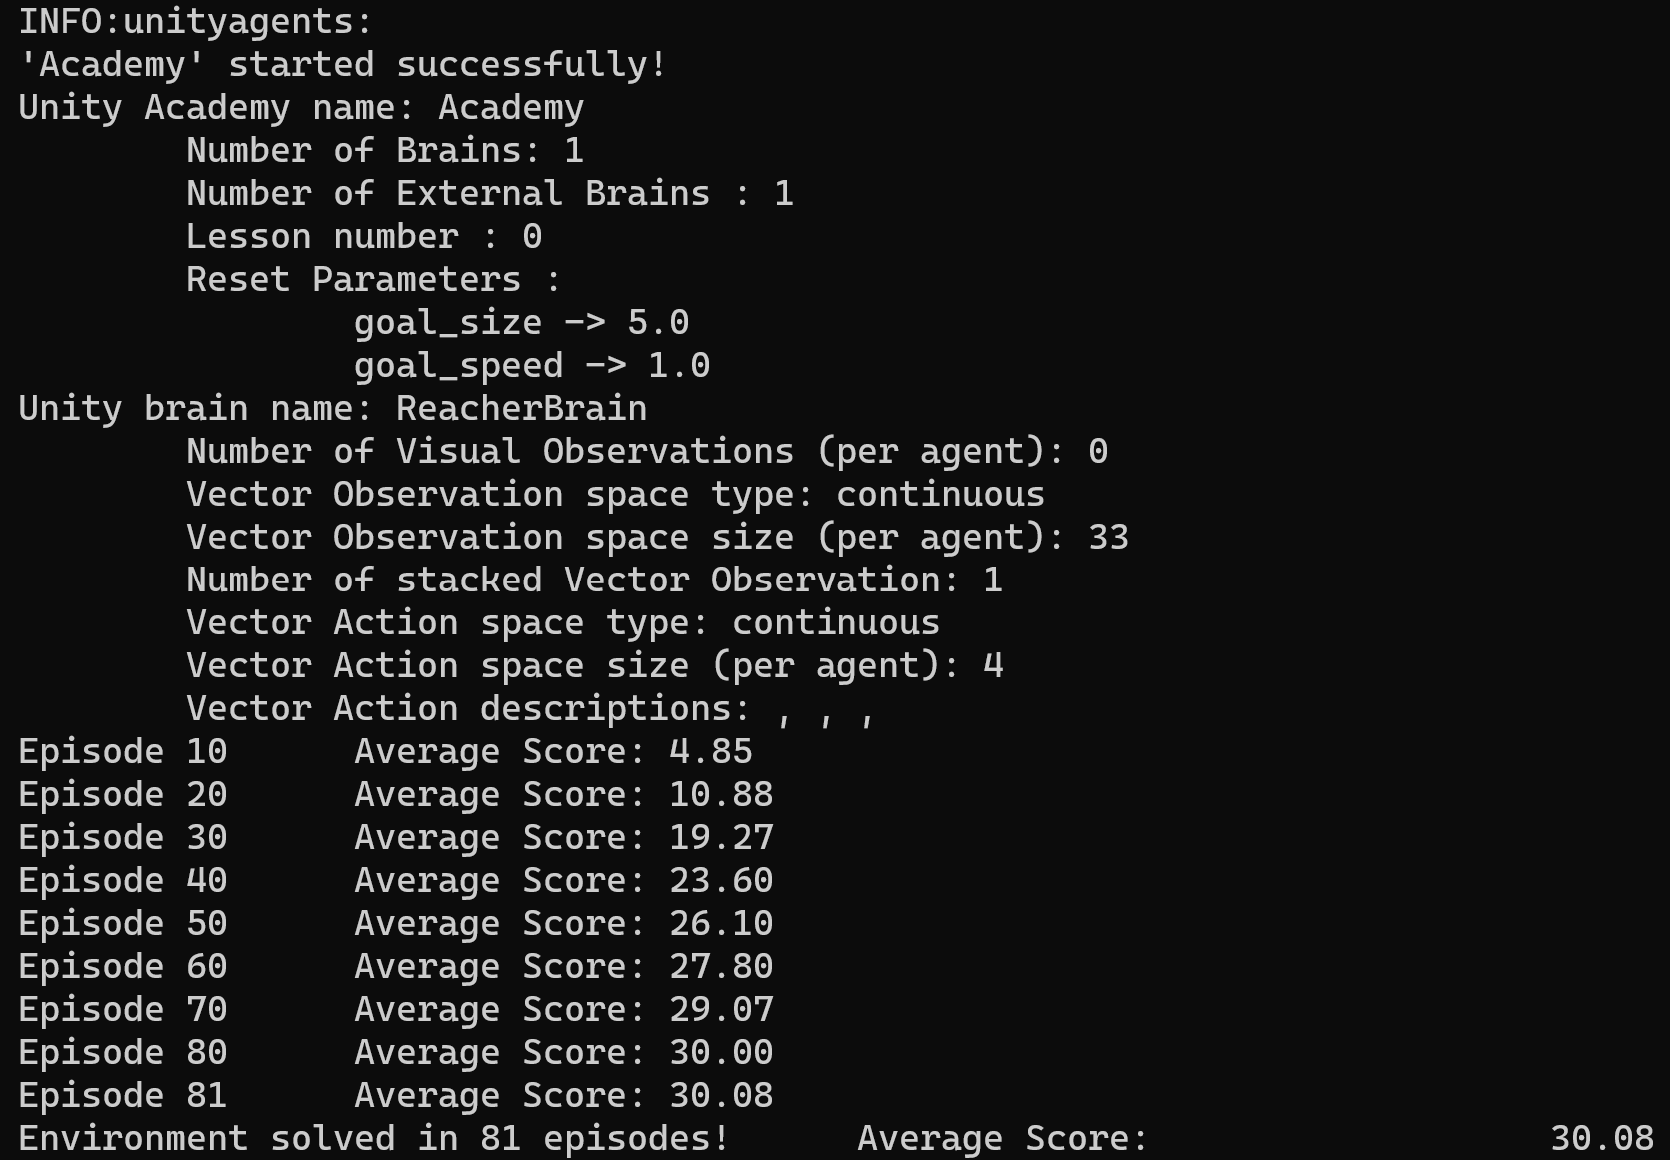 INFO:unityagents:
'Academy' started successfully!
Unity Academy name: Academy
        Number of Brains: 1
        Number of External Brains : 1
        Lesson number : 0
        Reset Parameters :
                goal_size -> 5.0
                goal_speed -> 1.0
Unity brain name: ReacherBrain
        Number of Visual Observations (per agent): 0
        Vector Observation space type: continuous
        Vector Observation space size (per agent): 33
        Number of stacked Vector Observation: 1
        Vector Action space type: continuous
        Vector Action space size (per agent): 4
        Vector Action descriptions: , , ,
Episode 10      Average Score: 4.85
Episode 20      Average Score: 10.88
Episode 30      Average Score: 19.27
Episode 40      Average Score: 23.60
Episode 50      Average Score: 26.10
Episode 60      Average Score: 27.80
Episode 70      Average Score: 29.07
Episode 80      Average Score: 30.00
Episode 81      Average Score: 30.08
Environment solved in 81 episodes!      Average Score:                   30.08